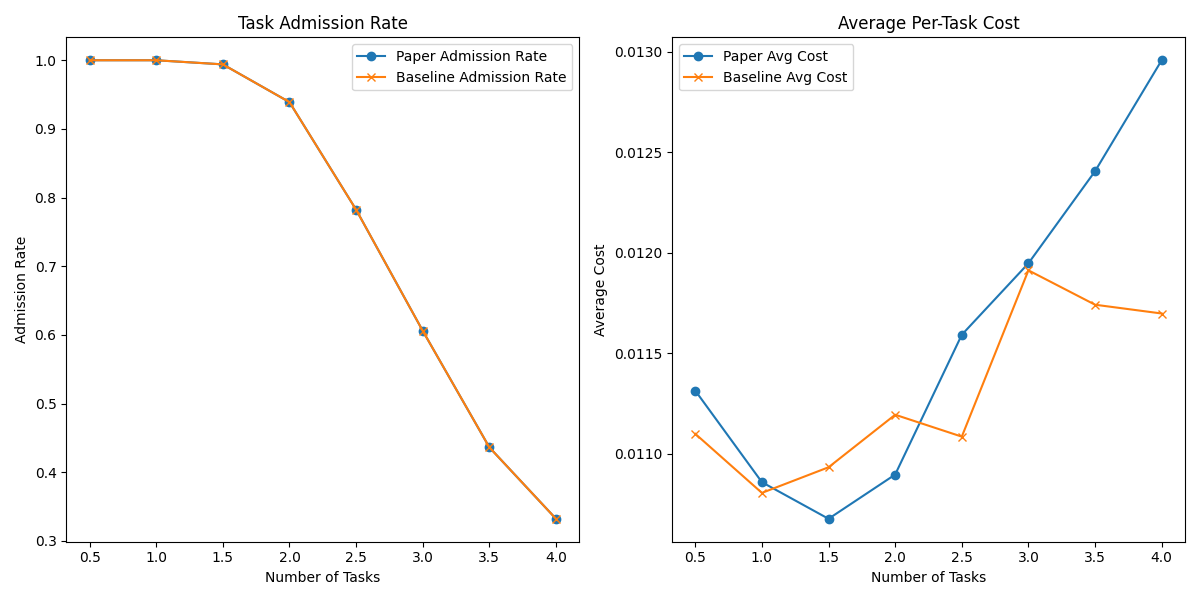 Task Admission Rate
Paper Admission Rate
Baseline Admission Rate
1.0
0.9
0.8
0.7
0.6
0.5
0.4
0.3
Admission Rate
0.5 1.0 1.5 2.0 2.5 3.0 3.5 4.0
Number of Tasks
Average Per-Task Cost
Paper Avg Cost
Baseline Avg Cost
0.0130
0.0125
0.0120
0.0115
0.0110
Average Cost
0.5 1.0 1.5 2.0 2.5 3.0 3.5 4.0
Number of Tasks